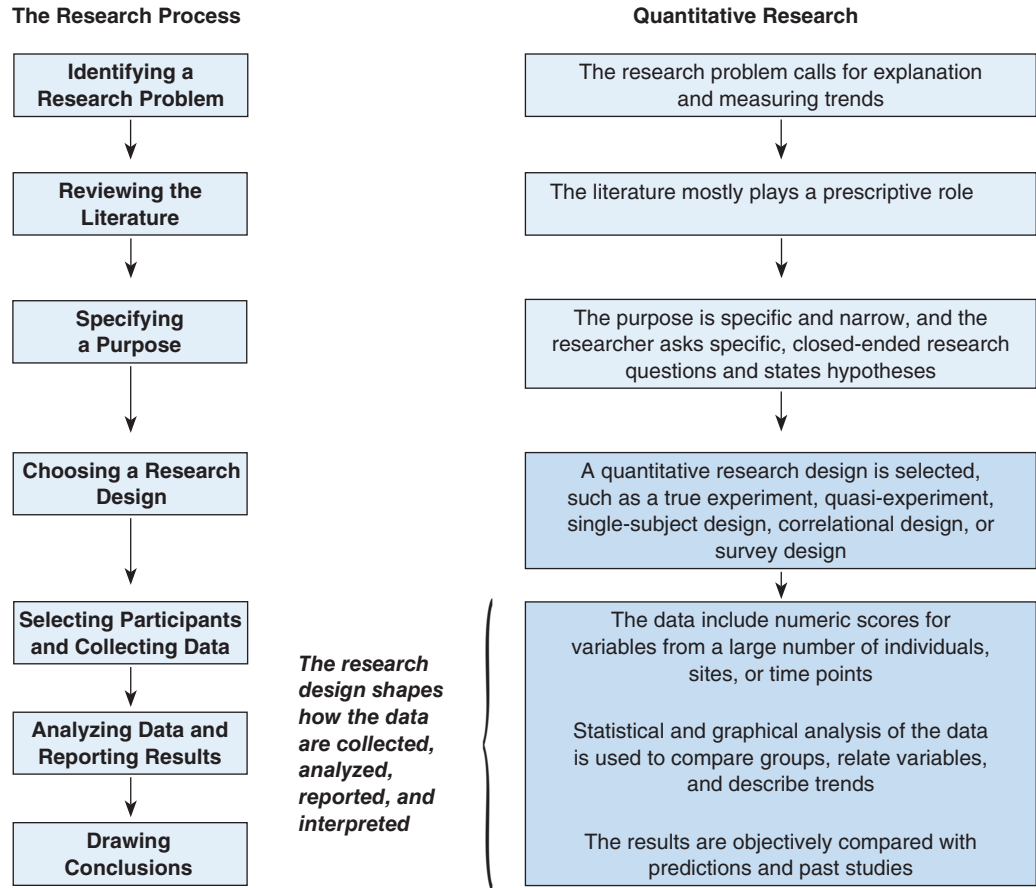 The Research Process
Quantitative Research
Identifying a
Research Problem
The research problem calls for explanation
and measuring trends
Reviewing the
Literature
The literature mostly plays a prescriptive role
Specifying
a Purpose
The purpose is specific and narrow, and the
researcher asks specific, closed-ended research
questions and states hypotheses
Choosing a Research
Design
A quantitative research design is selected,
such as a true experiment, quasi-experiment,
single-subject design, correlational design, or
survey design
Selecting Participants
and Collecting Data
The data include numeric scores for
variables from a large number of individuals,
sites, or time points
The research
design shapes
how the data
are collected,
analyzed,
reported, and
interpreted
Analyzing Data and
Reporting Results
Statistical and graphical analysis of the data
is used to compare groups, relate variables,
and describe trends
Drawing
Conclusions
The results are objectively compared with
predictions and past studies